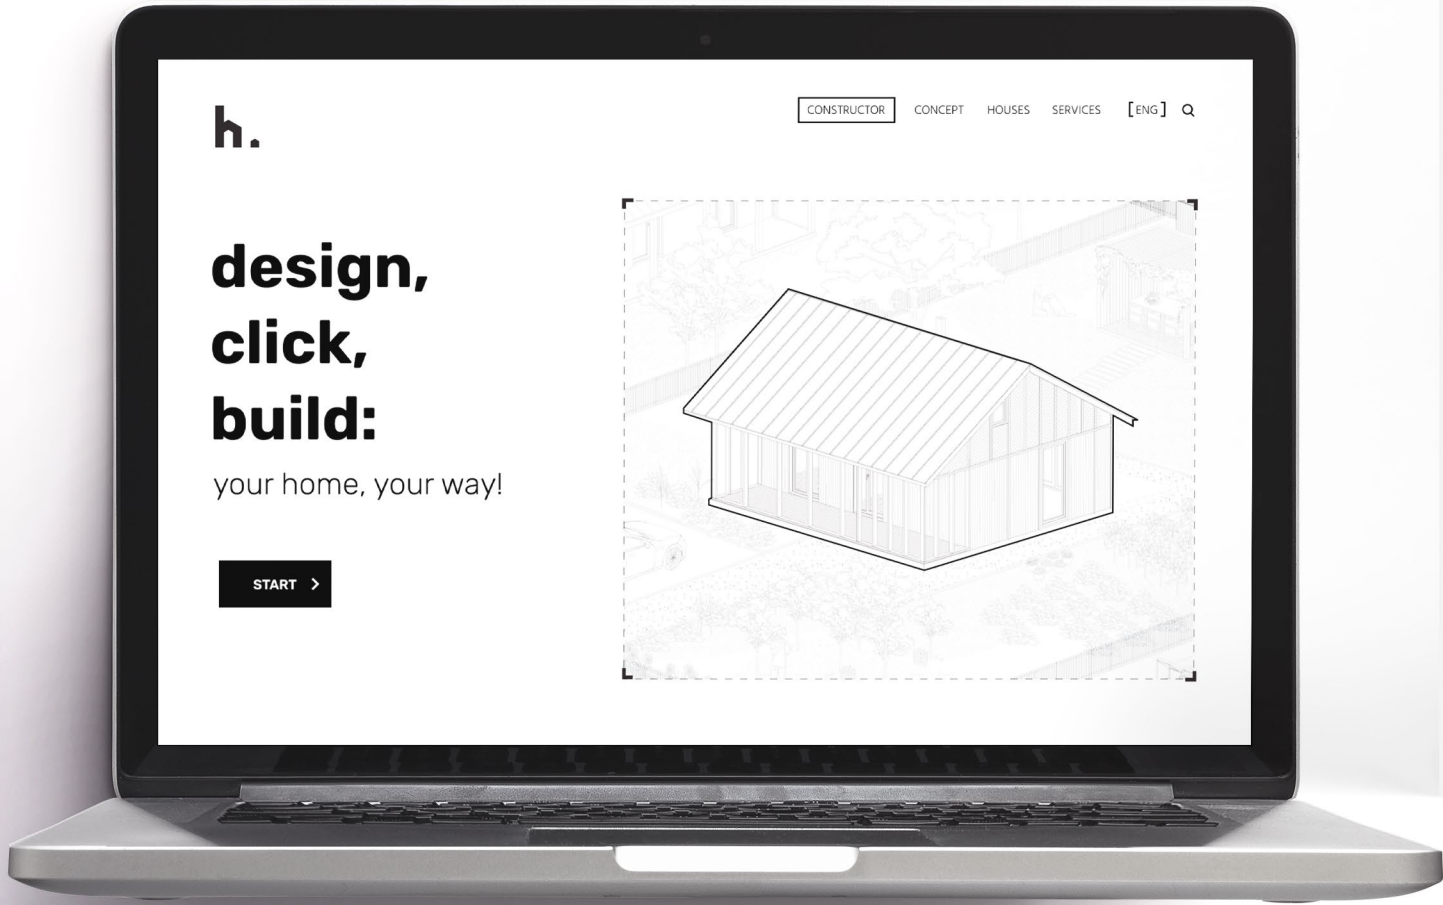 h.
CONSTRUCTOR CONCEPT HOUSES SERVICES [ENG]
design,
click,
build:
your home, your way!
START